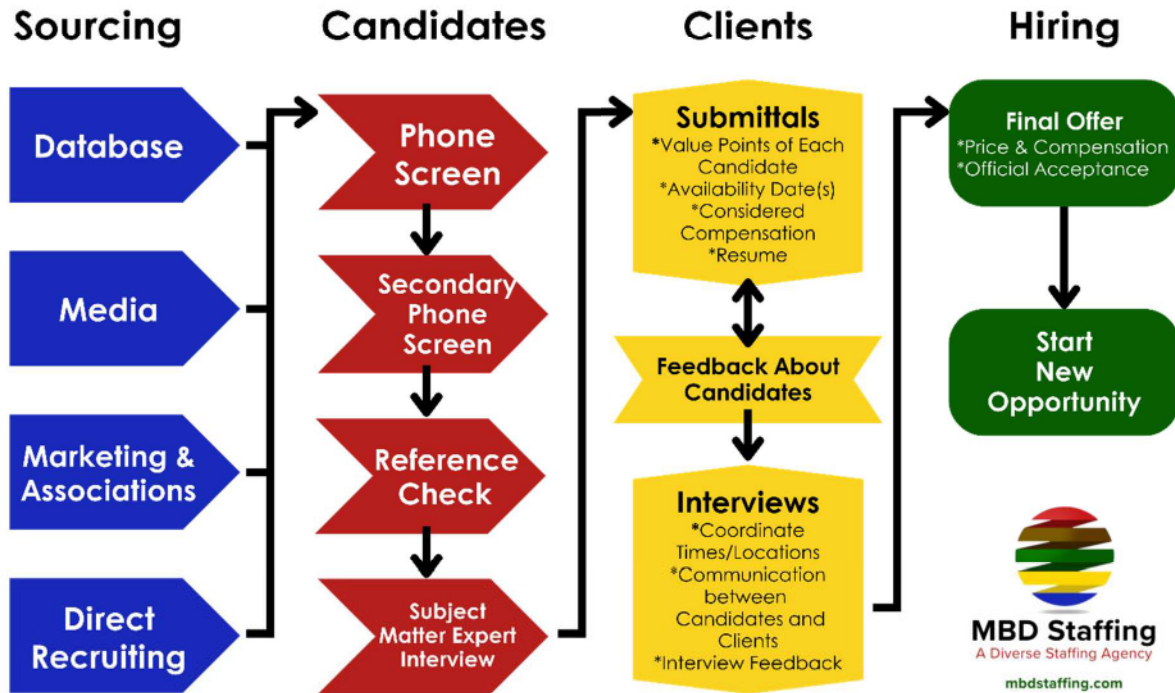 Sourcing
Database
Media
Marketing &
Associations
Direct
Recruiting
Candidates
Phone
Screen
Secondary
Phone
Screen
Reference
Check
Subject
Matter Expert
Interview
Clients
Submittals
*Value Points of Each
Candidate
*Availability Date(s)
*Considered
Compensation
*Resume
Feedback About
Candidates
Interviews
*Coordinate
Times/Locations
*Communication
between
Candidates and
Clients
*Interview Feedback
Hiring
Final Offer
*Price & Compensation
*Official Acceptance
Start
New
Opportunity
MBD Staffing
A Diverse Staffing Agency
mbdstaffing.com